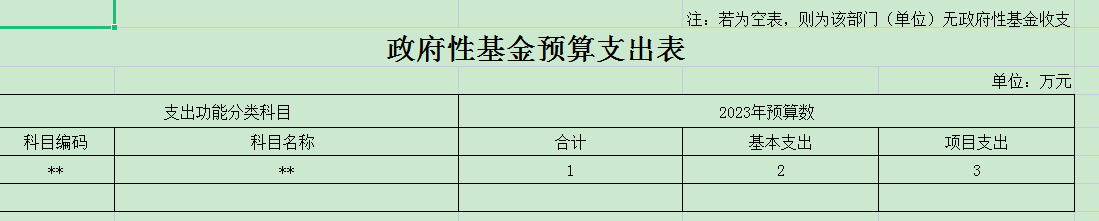 注：若为空表，则为该部门（单位）无政府性基金收支
政府性基金预算支出表
单位：万元
支出功能分类科目 2023年预算数
科目编码 科目名称 合计 基本支出 项目支出
** ** 1 2 3